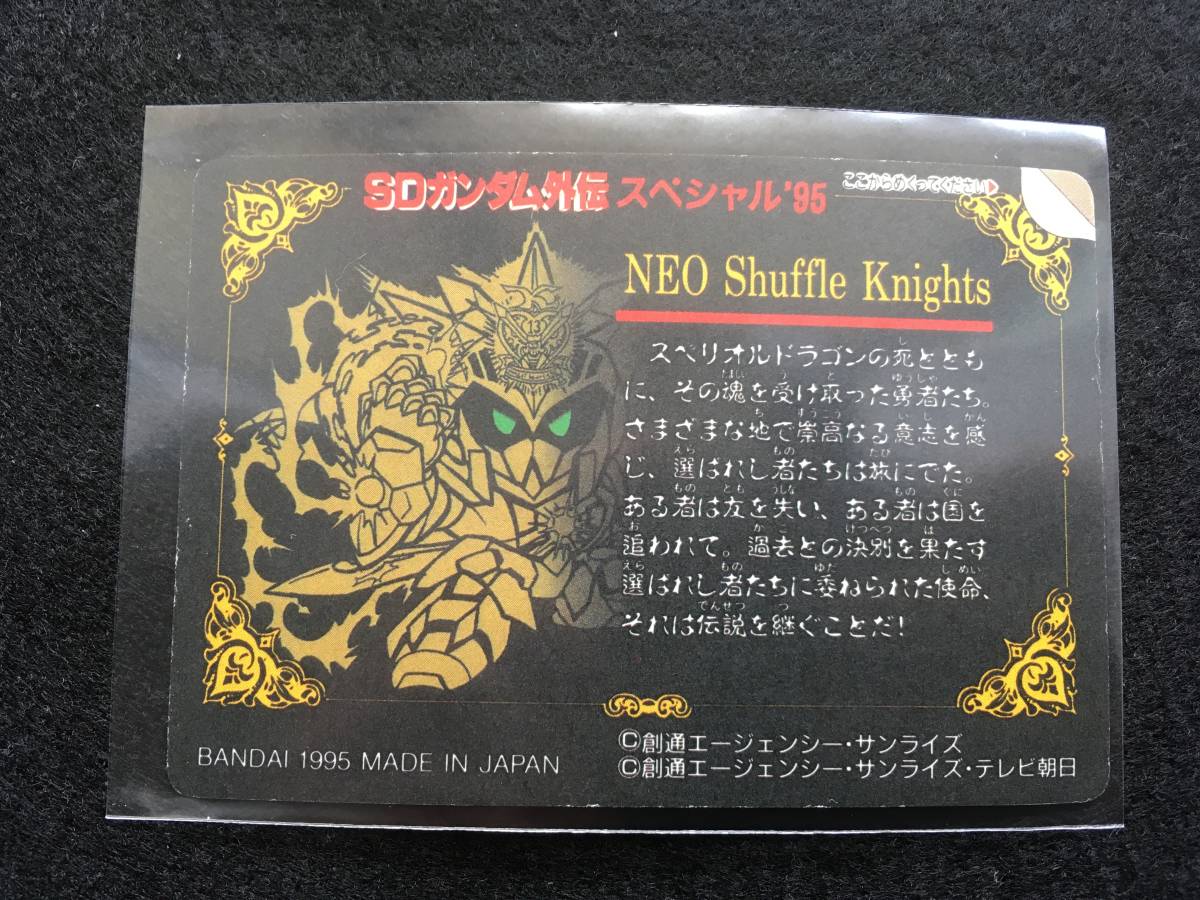 SDガンダム外伝 スペシャル'95
ここからめくってください
NEO Shuffle Knights
13
スペリオルドラゴンの死ととも
に、その魂を受け取った勇者たち。
さまざまな地で崇高なる意志を感
じ、選ばれし者たちは旅にでた。
ある者は友を失い、ある者は国を
追われて。過去との決別を果たす
選ばれし者たちに委ねられた使命、
それは伝説を継ぐことだ!
BANDAI 1995 MADE IN JAPAN
©創通エージェンシー・サンライズ
©創通エージェンシー・サンライズ・テレビ朝日